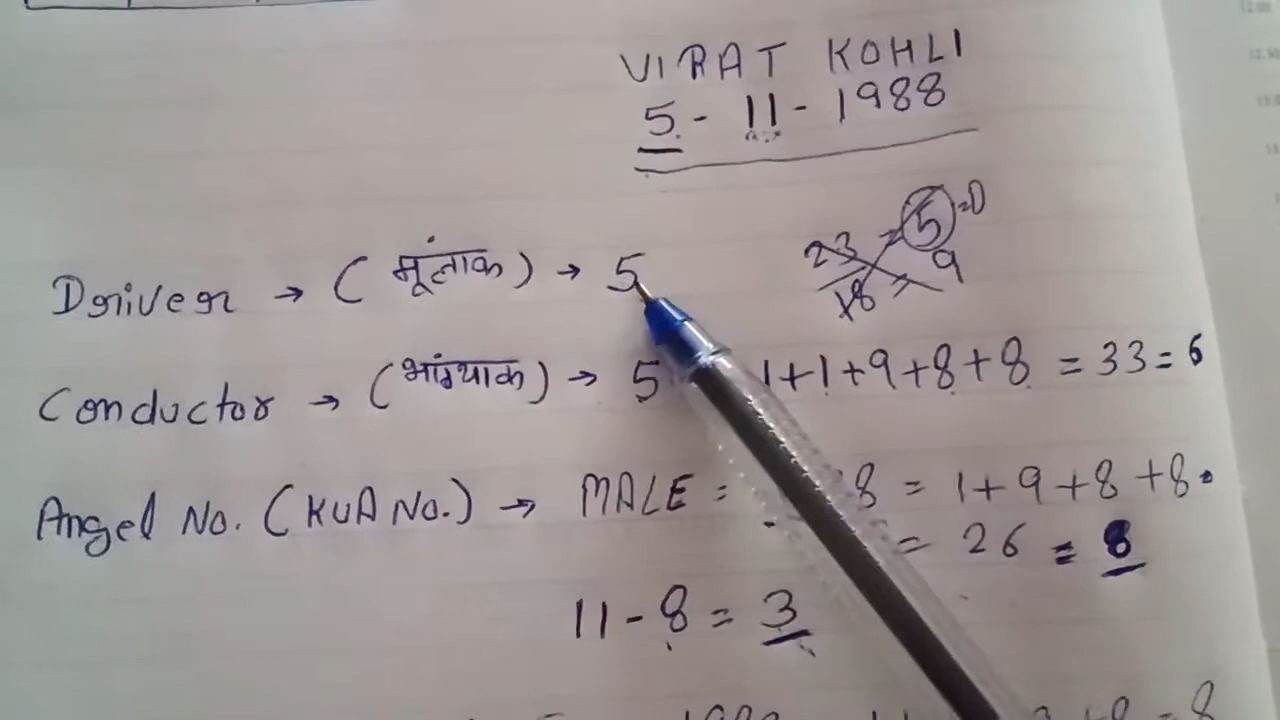 VIRAT KOHLI
5 - 11 - 1988
23 = 5 = D
18 9
Driver → (मूलांक) → 5
Conductor → (भाग्यांक) → 5 1+1+9+8+8 = 33 = 6
Angel No. (KUA No.) → MALE = 8 = 1+9+8+8
= 26 = 8
11 - 8 = 3